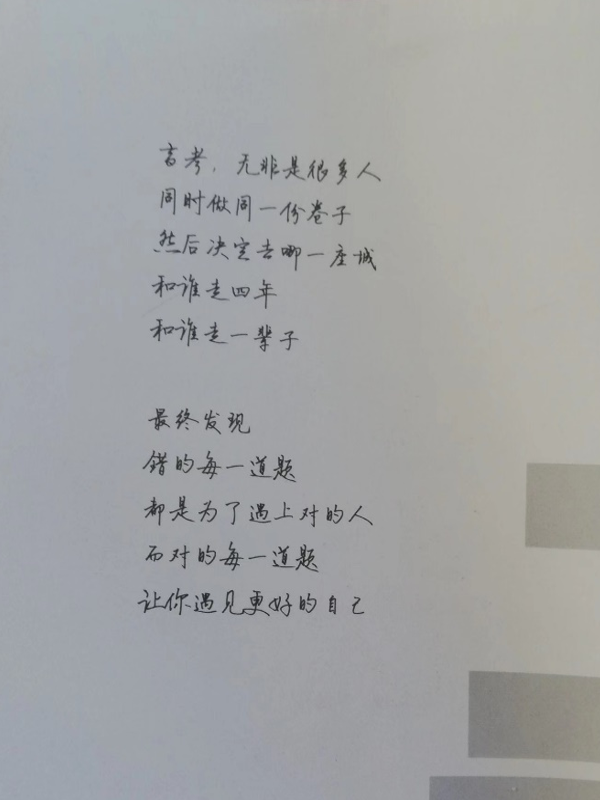 高考，无非是很多人
同时做同一份卷子
然后决定去哪一座城
和谁走四年
和谁走一辈子
最终发现
错的每一道题
都是为了遇上对的人
而对的每一道题
让你遇见更好的自己